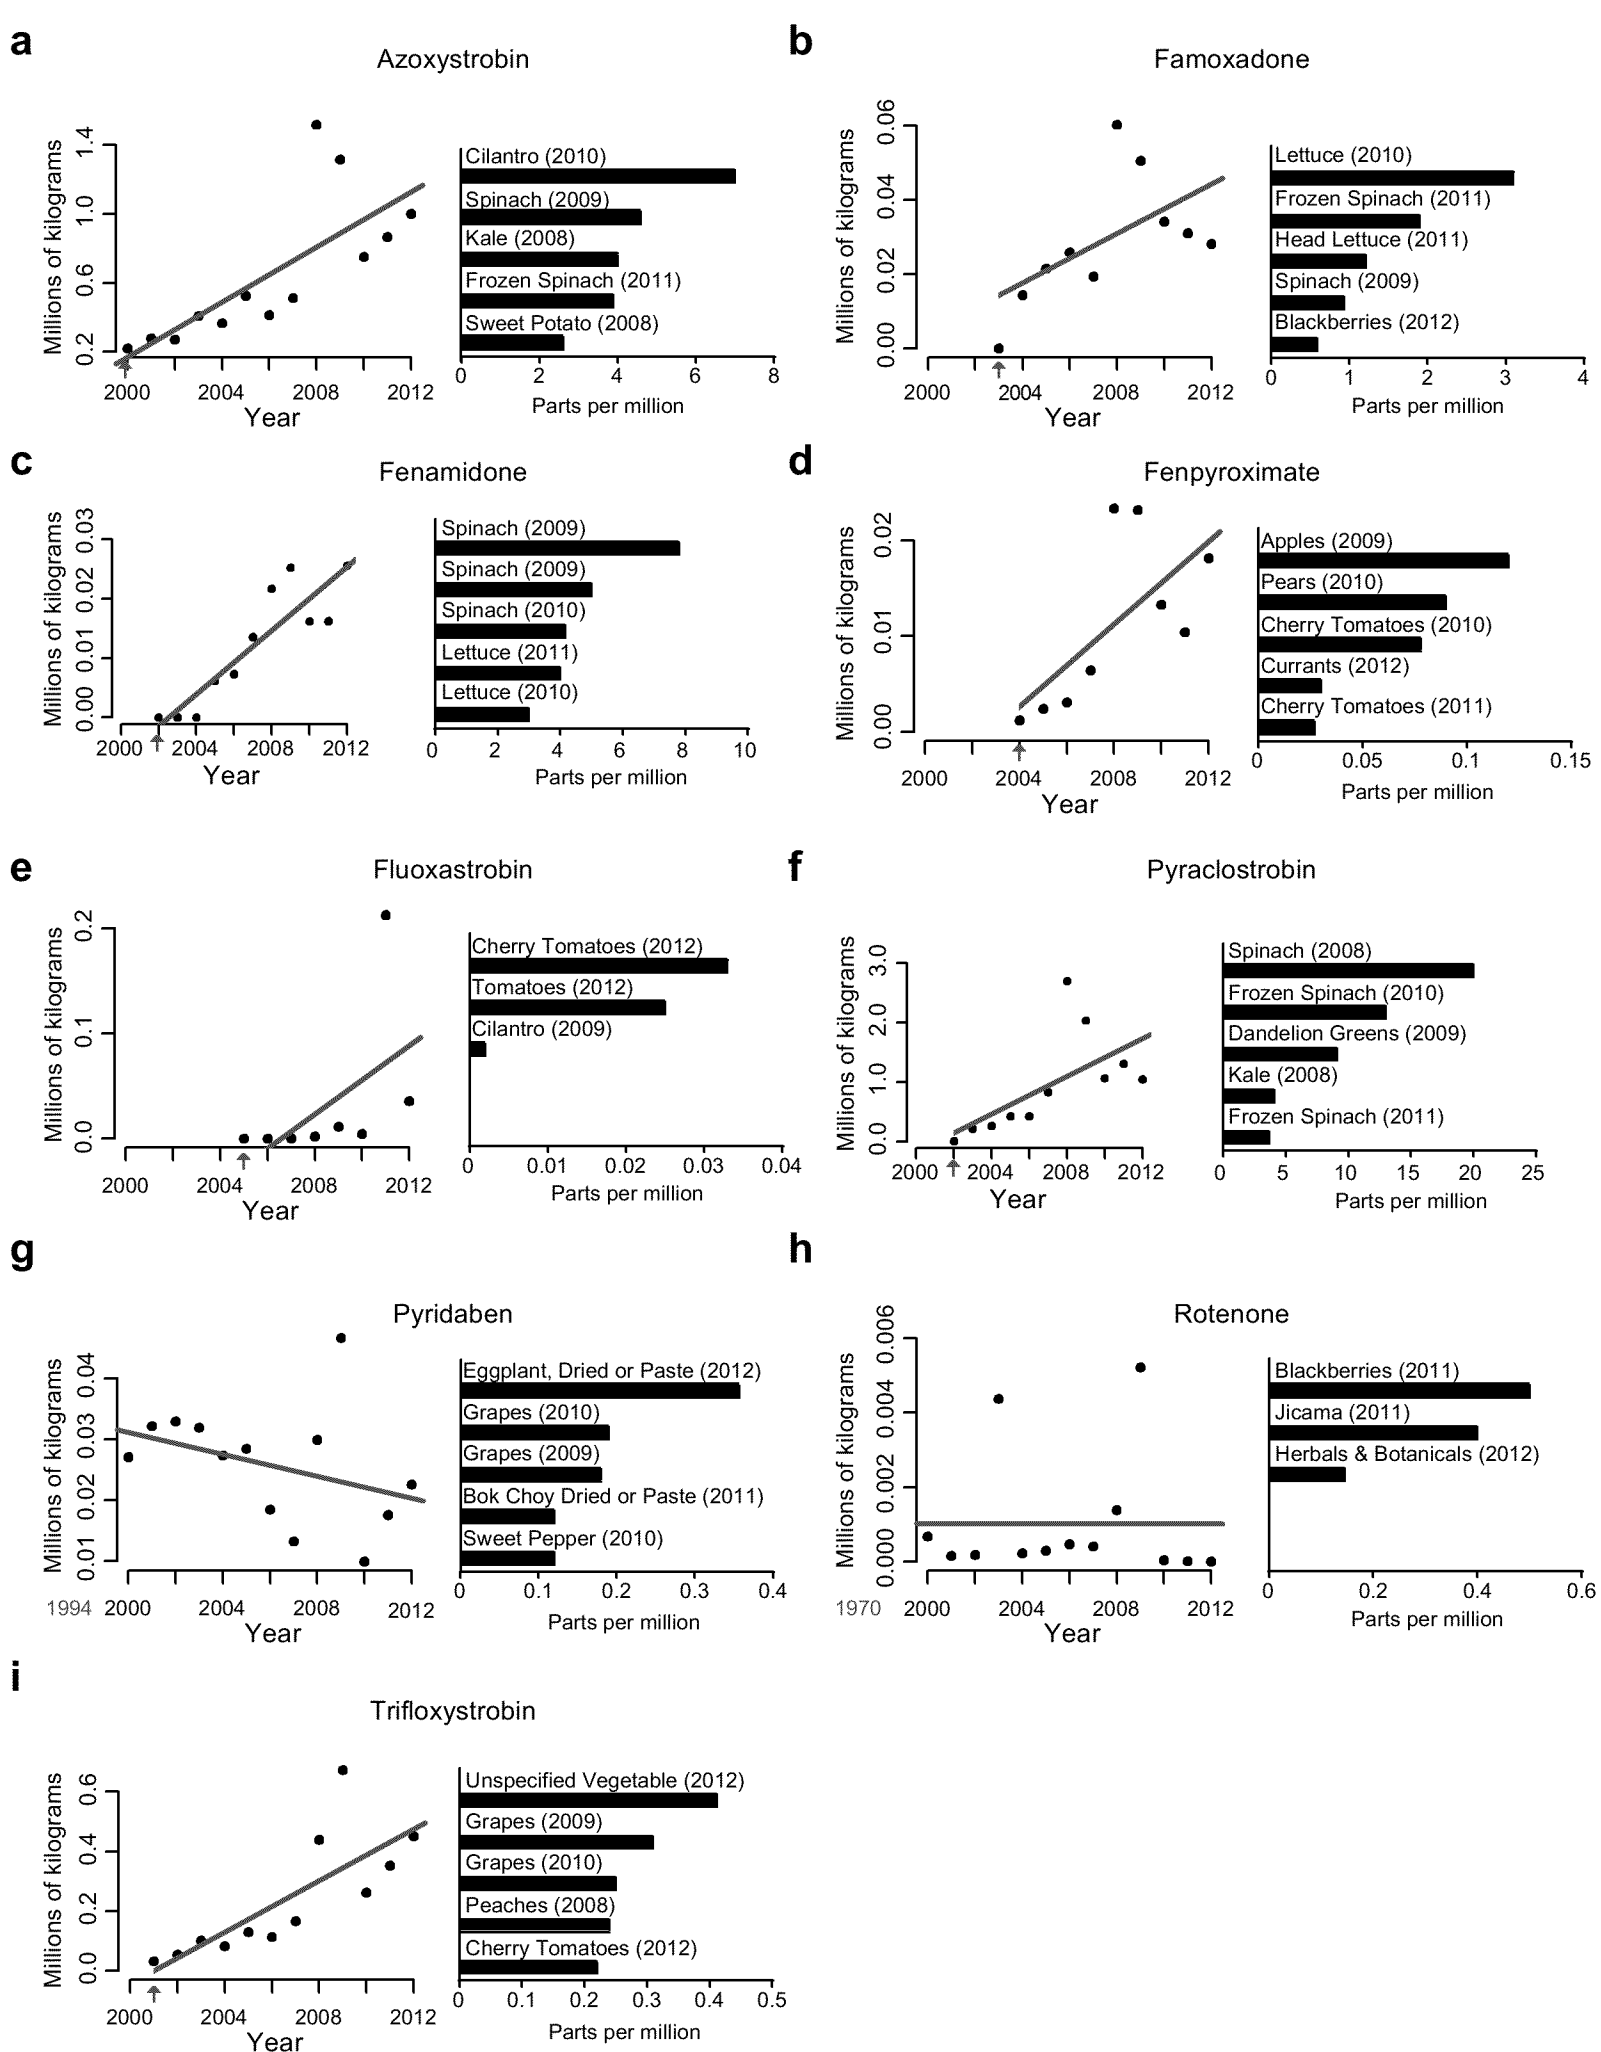 a
Azoxystrobin
Millions of kilograms
0.2 0.6 1.0 1.4
2000 2004 2008 2012
Year
Cilantro (2010)
Spinach (2009)
Kale (2008)
Frozen Spinach (2011)
Sweet Potato (2008)
0 2 4 6 8
Parts per million
b
Famoxadone
Millions of kilograms
0.00 0.02 0.04 0.06
2000 2004 2008 2012
Year
Lettuce (2010)
Frozen Spinach (2011)
Head Lettuce (2011)
Spinach (2009)
Blackberries (2012)
0 1 2 3 4
Parts per million
c
Fenamidone
Millions of kilograms
0.00 0.01 0.02 0.03
2000 2004 2008 2012
Year
Spinach (2009)
Spinach (2009)
Spinach (2010)
Lettuce (2011)
Lettuce (2010)
0 2 4 6 8 10
Parts per million
d
Fenpyroximate
Millions of kilograms
0.00 0.01 0.02
2000 2004 2008 2012
Year
Apples (2009)
Pears (2010)
Cherry Tomatoes (2010)
Currants (2012)
Cherry Tomatoes (2011)
0 0.05 0.1 0.15
Parts per million
e
Fluoxastrobin
Millions of kilograms
0.0 0.1 0.2
2000 2004 2008 2012
Year
Cherry Tomatoes (2012)
Tomatoes (2012)
Cilantro (2009)
0 0.01 0.02 0.03 0.04
Parts per million
f
Pyraclostrobin
Millions of kilograms
0.0 1.0 2.0 3.0
2000 2004 2008 2012
Year
Spinach (2008)
Frozen Spinach (2010)
Dandelion Greens (2009)
Kale (2008)
Frozen Spinach (2011)
0 5 10 15 20 25
Parts per million
g
Pyridaben
Millions of kilograms
0.01 0.02 0.03 0.04
1994 2000 2004 2008 2012
Year
Eggplant, Dried or Paste (2012)
Grapes (2010)
Grapes (2009)
Bok Choy Dried or Paste (2011)
Sweet Pepper (2010)
0 0.1 0.2 0.3 0.4
Parts per million
h
Rotenone
Millions of kilograms
0.000 0.002 0.004 0.006
1970 2000 2004 2008 2012
Year
Blackberries (2011)
Jicama (2011)
Herbals & Botanicals (2012)
0 0.2 0.4 0.6
Parts per million
i
Trifloxystrobin
Millions of kilograms
0.0 0.2 0.4 0.6
2000 2004 2008 2012
Year
Unspecified Vegetable (2012)
Grapes (2009)
Grapes (2010)
Peaches (2008)
Cherry Tomatoes (2012)
0 0.1 0.2 0.3 0.4 0.5
Parts per million